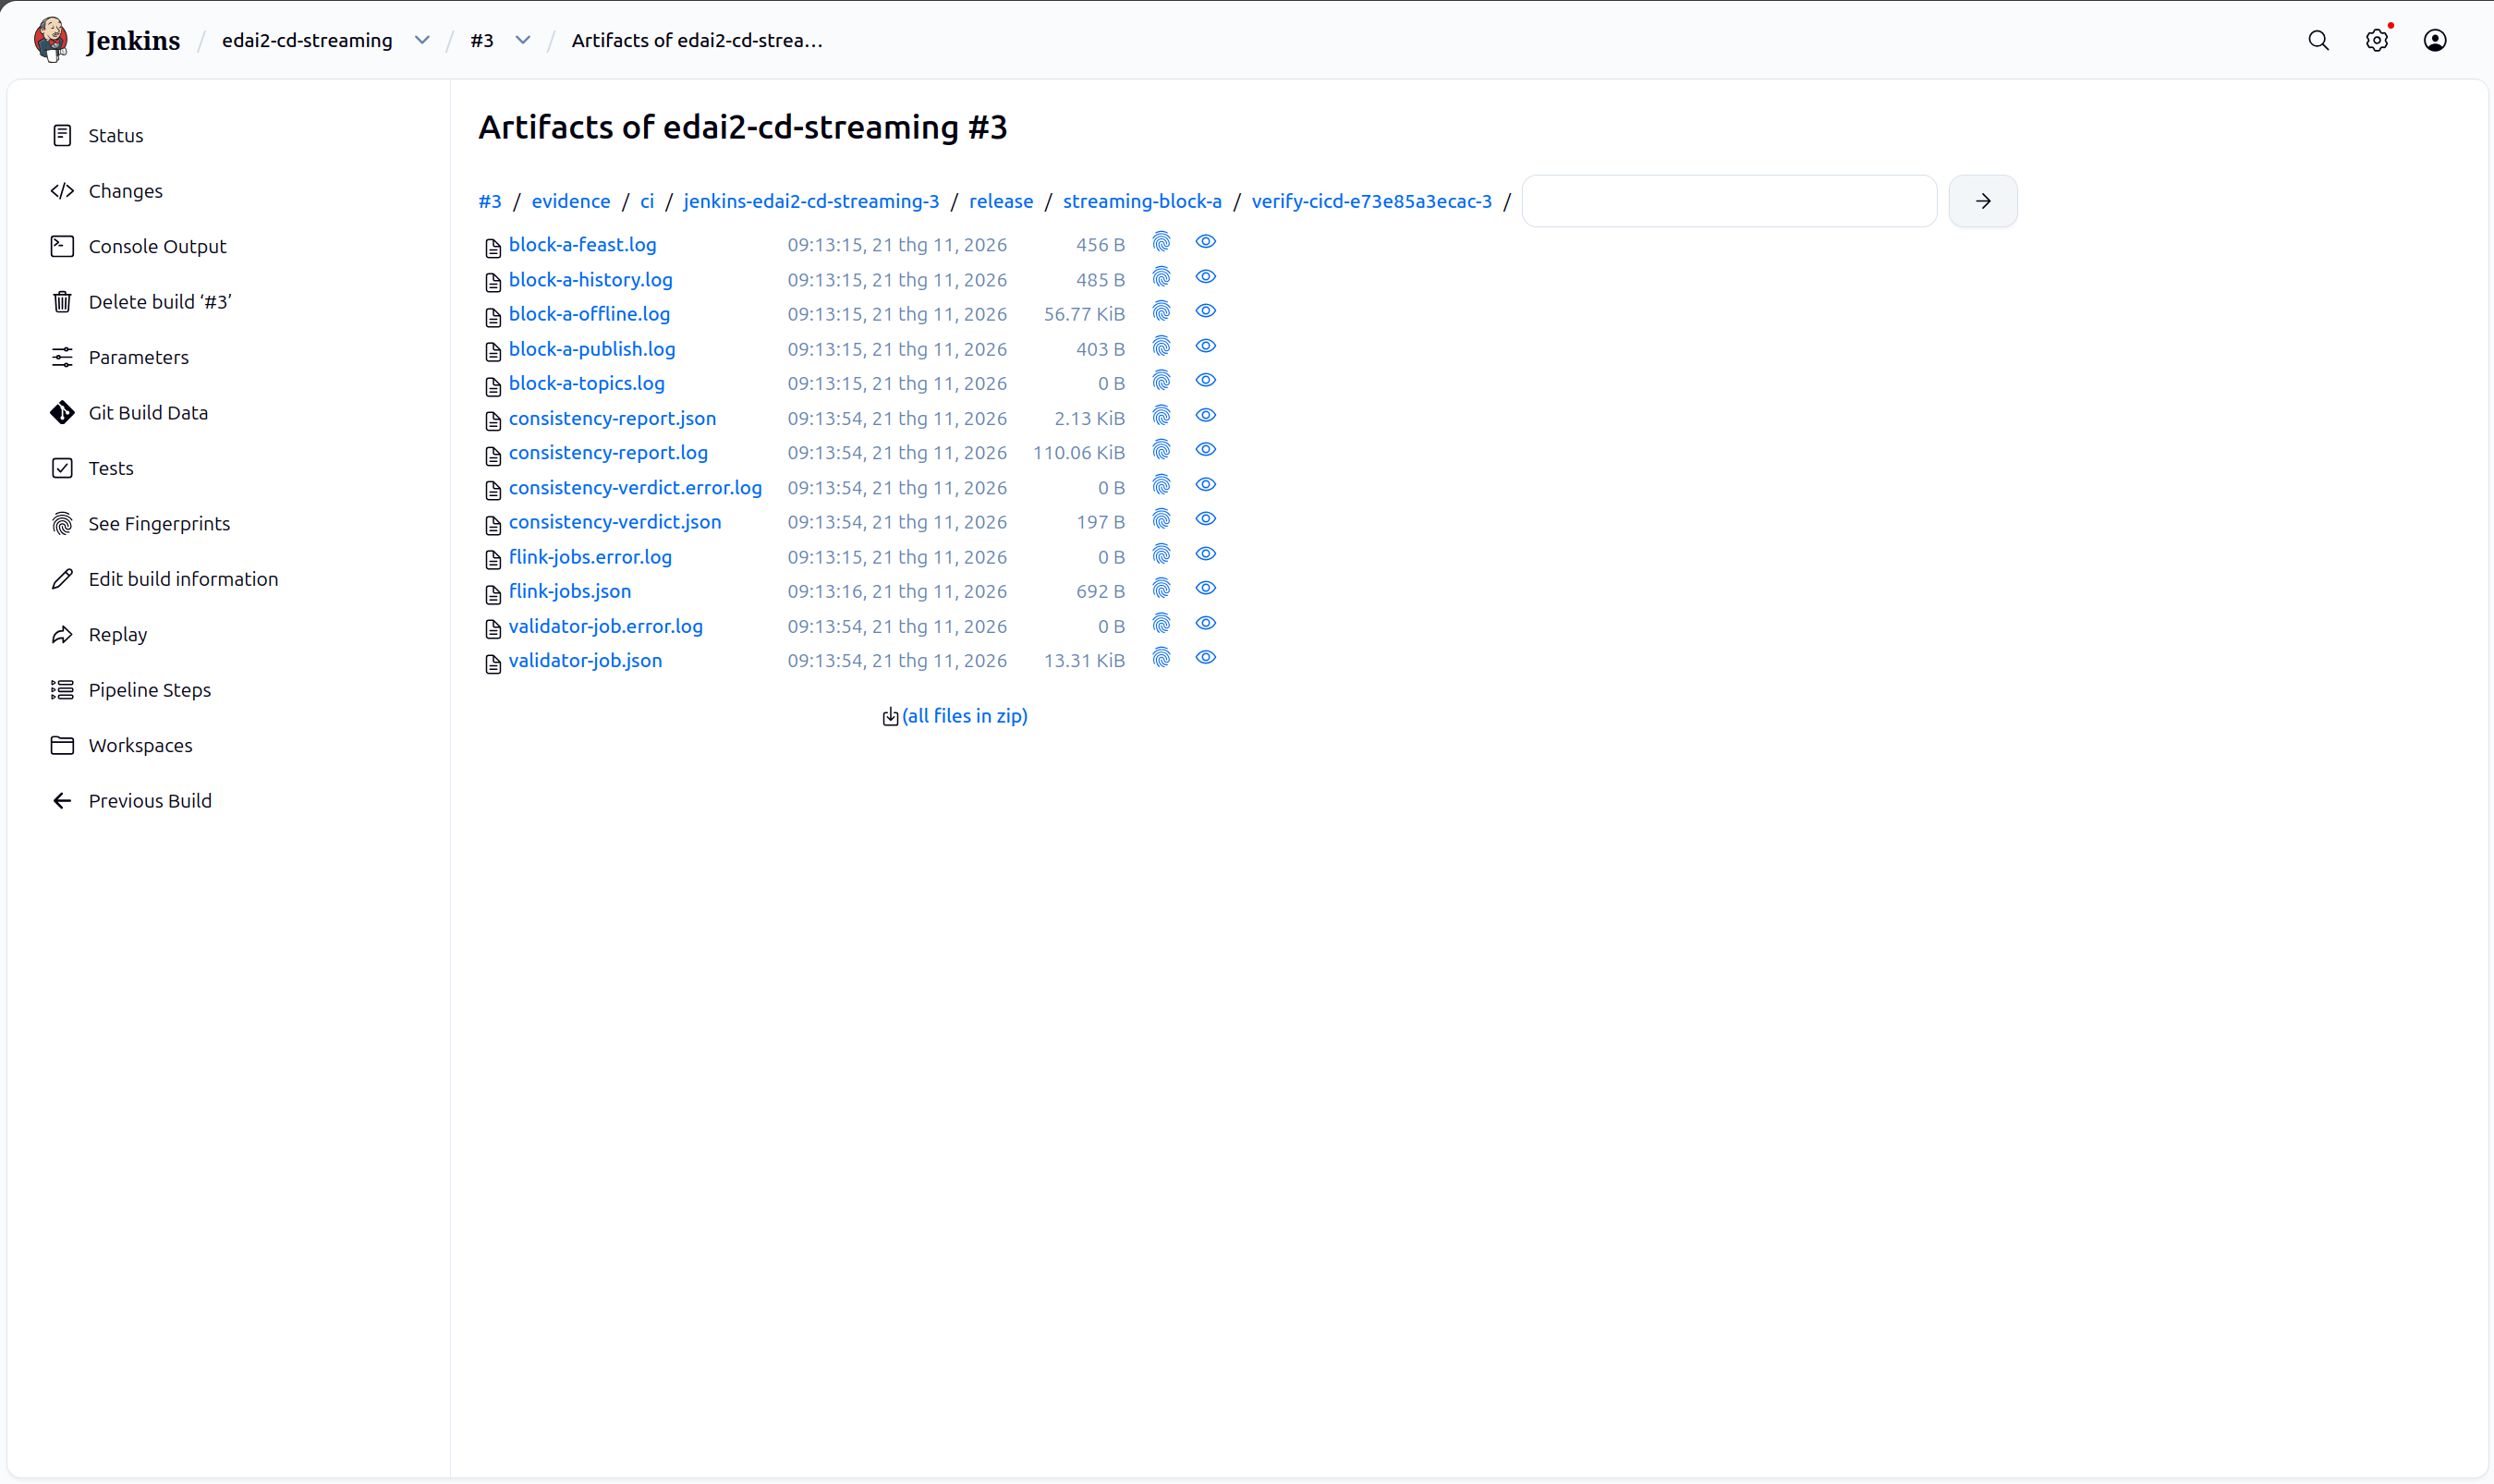 Jenkins / edai2-cd-streaming / #3 / Artifacts of edai2-cd-strea...
Status
Changes
Console Output
Delete build ‘#3’
Parameters
Git Build Data
Tests
See Fingerprints
Edit build information
Replay
Pipeline Steps
Workspaces
Previous Build
Artifacts of edai2-cd-streaming #3
#3 / evidence / ci / jenkins-edai2-cd-streaming-3 / release / streaming-block-a / verify-cicd-e73e85a3ecac-3 /
block-a-feast.log 09:13:15, 21 thg 11, 2026 456 B
block-a-history.log 09:13:15, 21 thg 11, 2026 485 B
block-a-offline.log 09:13:15, 21 thg 11, 2026 56.77 KiB
block-a-publish.log 09:13:15, 21 thg 11, 2026 403 B
block-a-topics.log 09:13:15, 21 thg 11, 2026 0 B
consistency-report.json 09:13:54, 21 thg 11, 2026 2.13 KiB
consistency-report.log 09:13:54, 21 thg 11, 2026 110.06 KiB
consistency-verdict.error.log 09:13:54, 21 thg 11, 2026 0 B
consistency-verdict.json 09:13:54, 21 thg 11, 2026 197 B
flink-jobs.error.log 09:13:15, 21 thg 11, 2026 0 B
flink-jobs.json 09:13:16, 21 thg 11, 2026 692 B
validator-job.error.log 09:13:54, 21 thg 11, 2026 0 B
validator-job.json 09:13:54, 21 thg 11, 2026 13.31 KiB
(all files in zip)